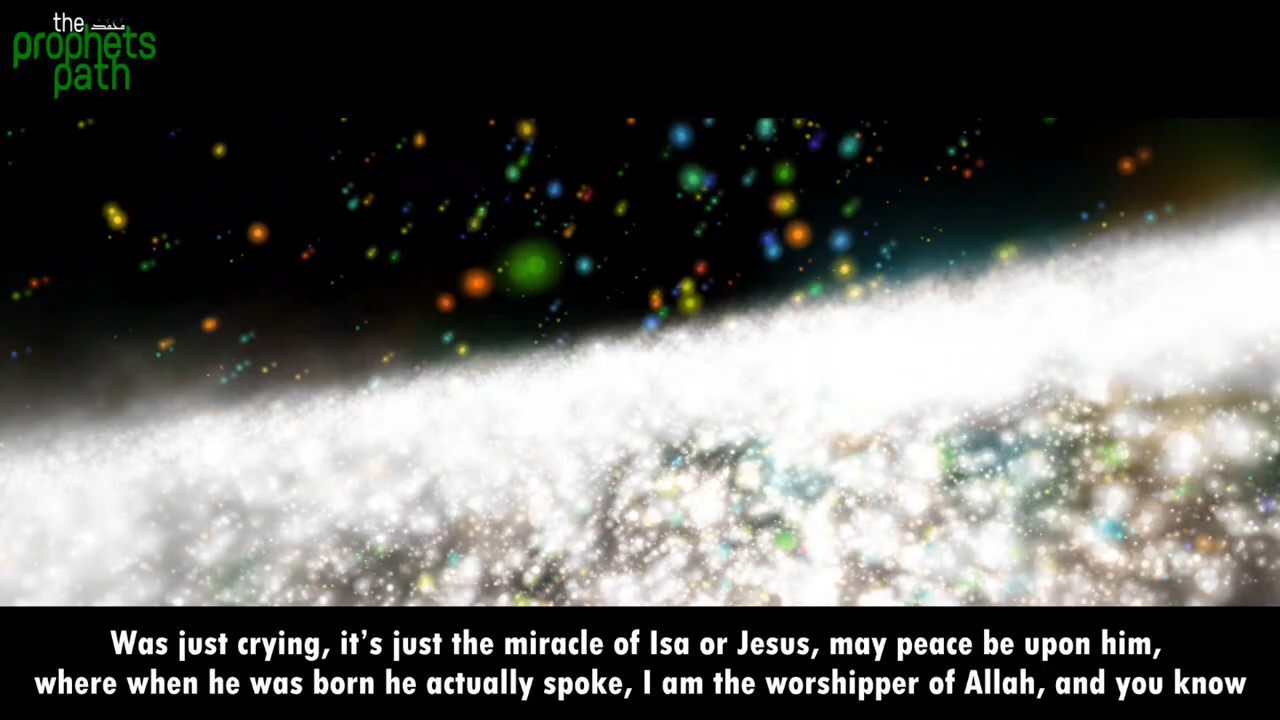 the محمد
prophets
path
Was just crying, it's just the miracle of Isa or Jesus, may peace be upon him,
where when he was born he actually spoke, I am the worshipper of Allah, and you know